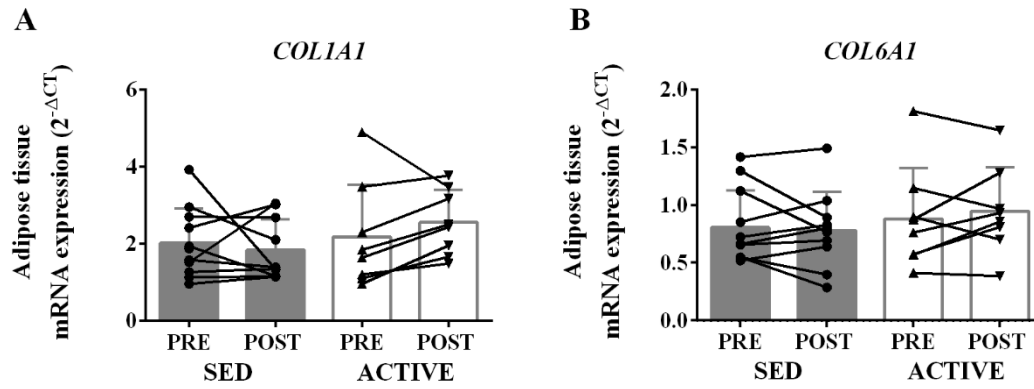 A
COL1A1
Adipose tissue
mRNA expression (2^-ΔCT)
6
4
2
0
PRE POST PRE POST
SED ACTIVE
B
COL6A1
Adipose tissue
mRNA expression (2^-ΔCT)
2.0
1.5
1.0
0.5
0.0
PRE POST PRE POST
SED ACTIVE